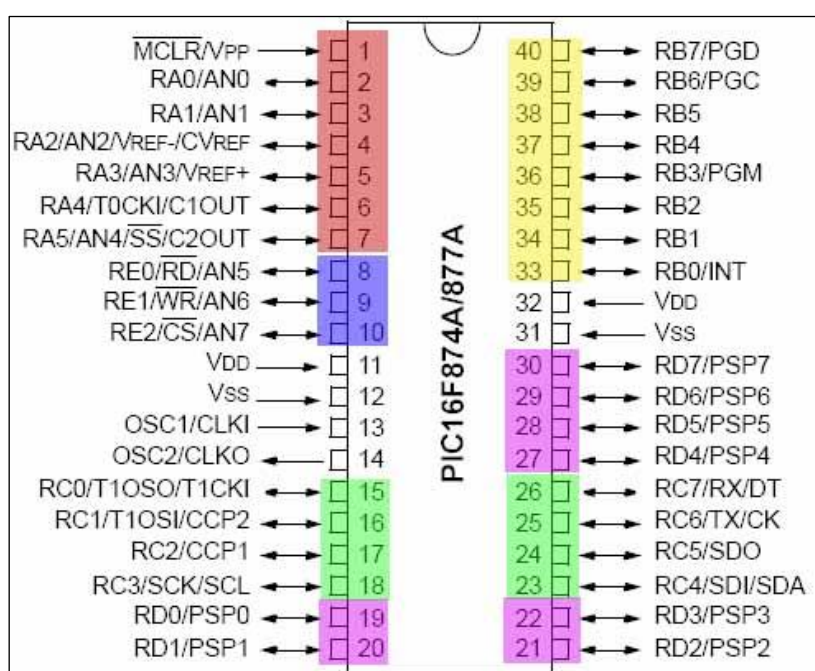 MCLR/VPP 1 40 RB7/PGD
RA0/AN0 2 39 RB6/PGC
RA1/AN1 3 38 RB5
RA2/AN2/VREF-/CVREF 4 37 RB4
RA3/AN3/VREF+ 5 36 RB3/PGM
RA4/T0CKI/C1OUT 6 35 RB2
RA5/AN4/SS/C2OUT 7 34 RB1
RE0/RD/AN5 8 33 RB0/INT
RE1/WR/AN6 9 32 VDD
RE2/CS/AN7 10 31 VSS
VDD 11 30 RD7/PSP7
VSS 12 29 RD6/PSP6
OSC1/CLKI 13 28 RD5/PSP5
OSC2/CLKO 14 27 RD4/PSP4
RC0/T1OSO/T1CKI 15 26 RC7/RX/DT
RC1/T1OSI/CCP2 16 25 RC6/TX/CK
RC2/CCP1 17 24 RC5/SDO
RC3/SCK/SCL 18 23 RC4/SDI/SDA
RD0/PSP0 19 22 RD3/PSP3
RD1/PSP1 20 21 RD2/PSP2
PIC16F874A/877A